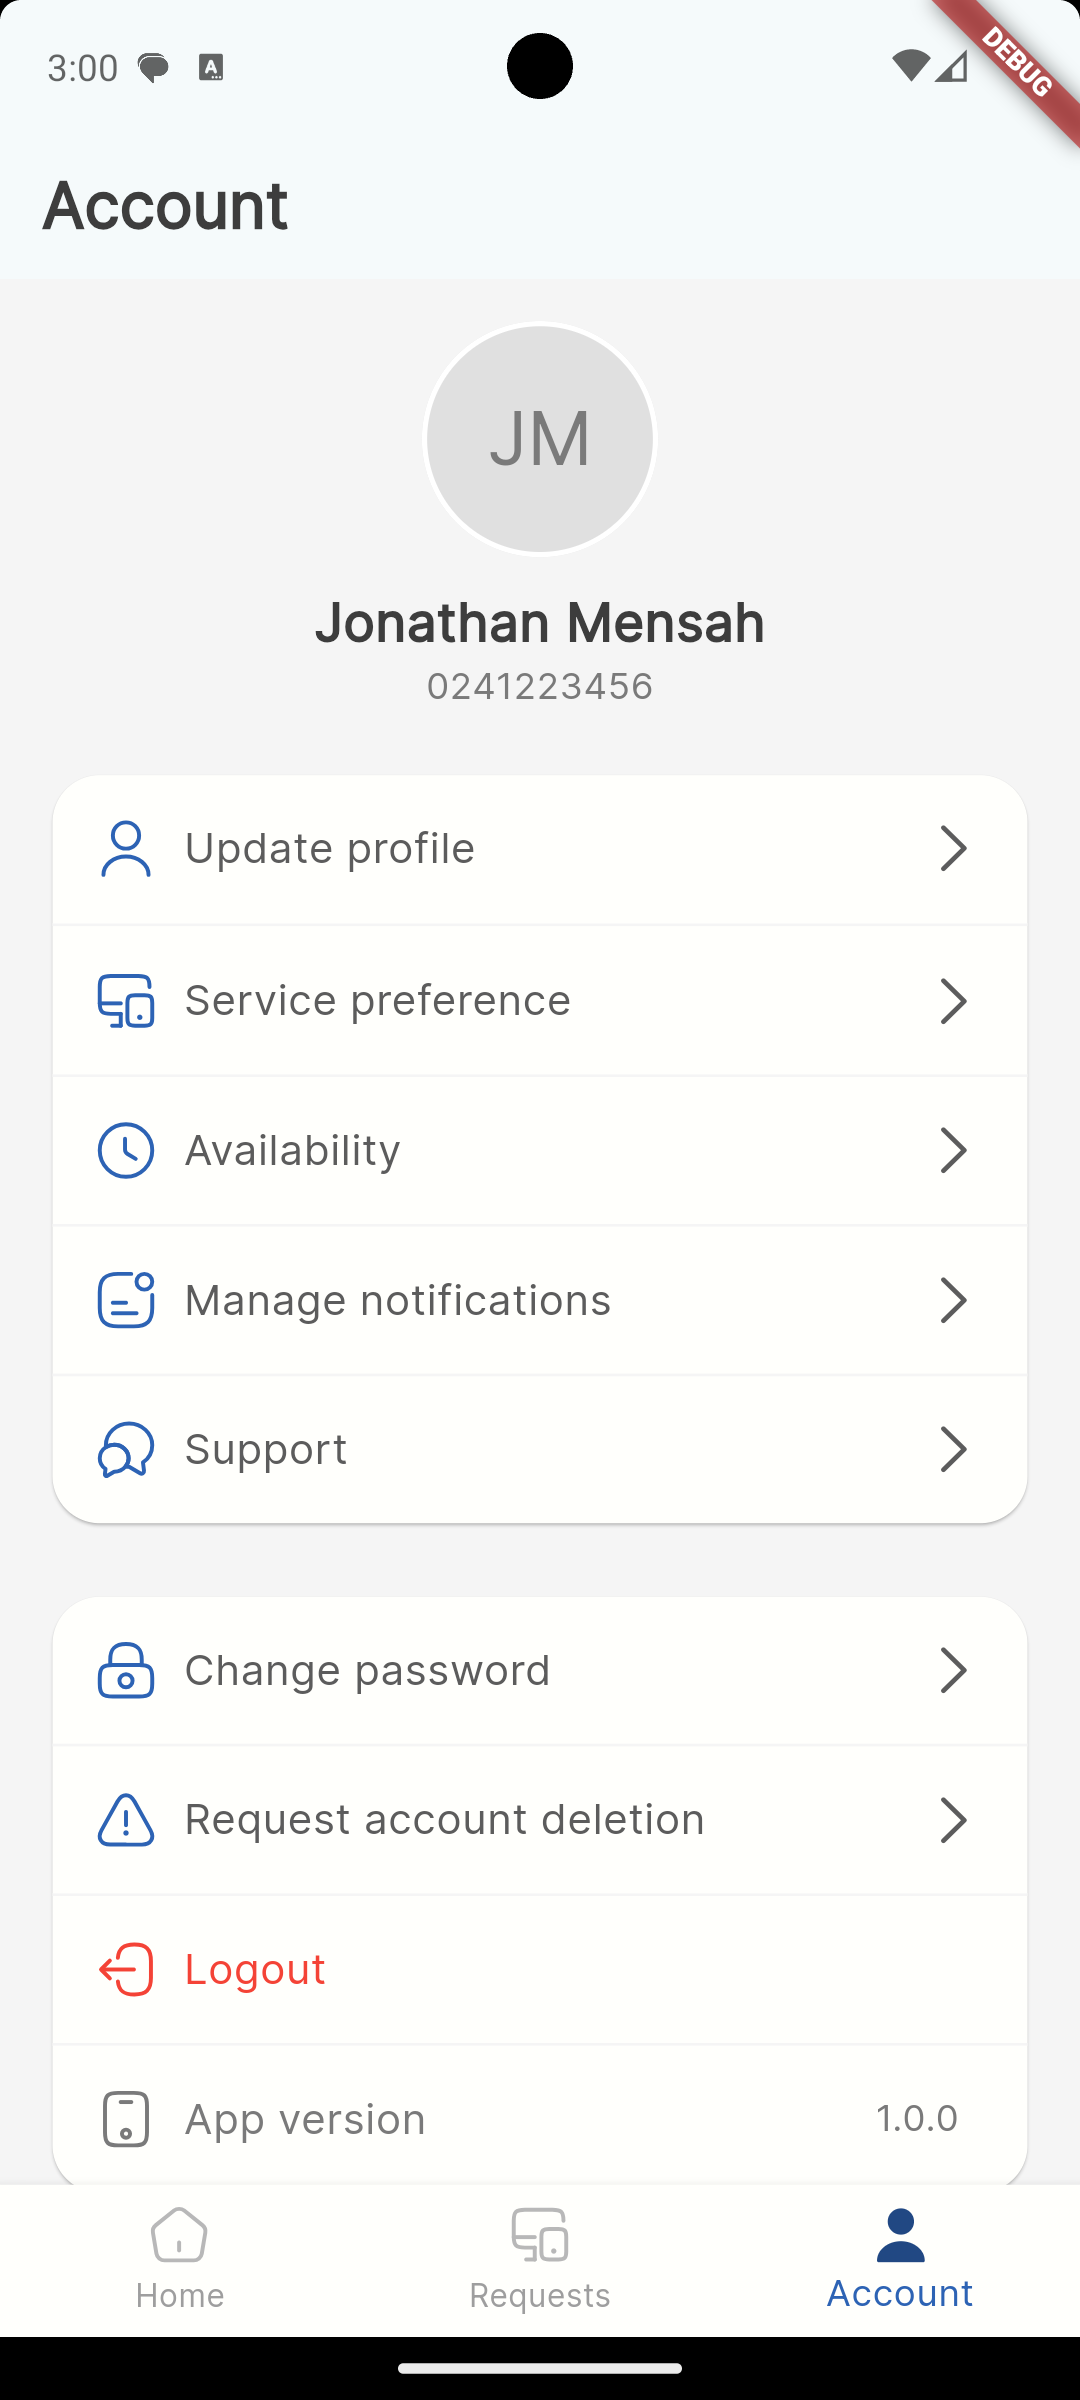 3:00
A
DEBUG
Account
JM
Jonathan Mensah
0241223456
Update profile
Service preference
Availability
Manage notifications
Support
Change password
Request account deletion
Logout
App version 1.0.0
Home Requests Account